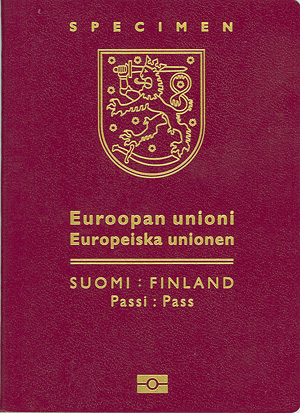 SPECIMEN
Euroopan unioni
Europeiska unionen
SUOMI : FINLAND
Passi : Pass